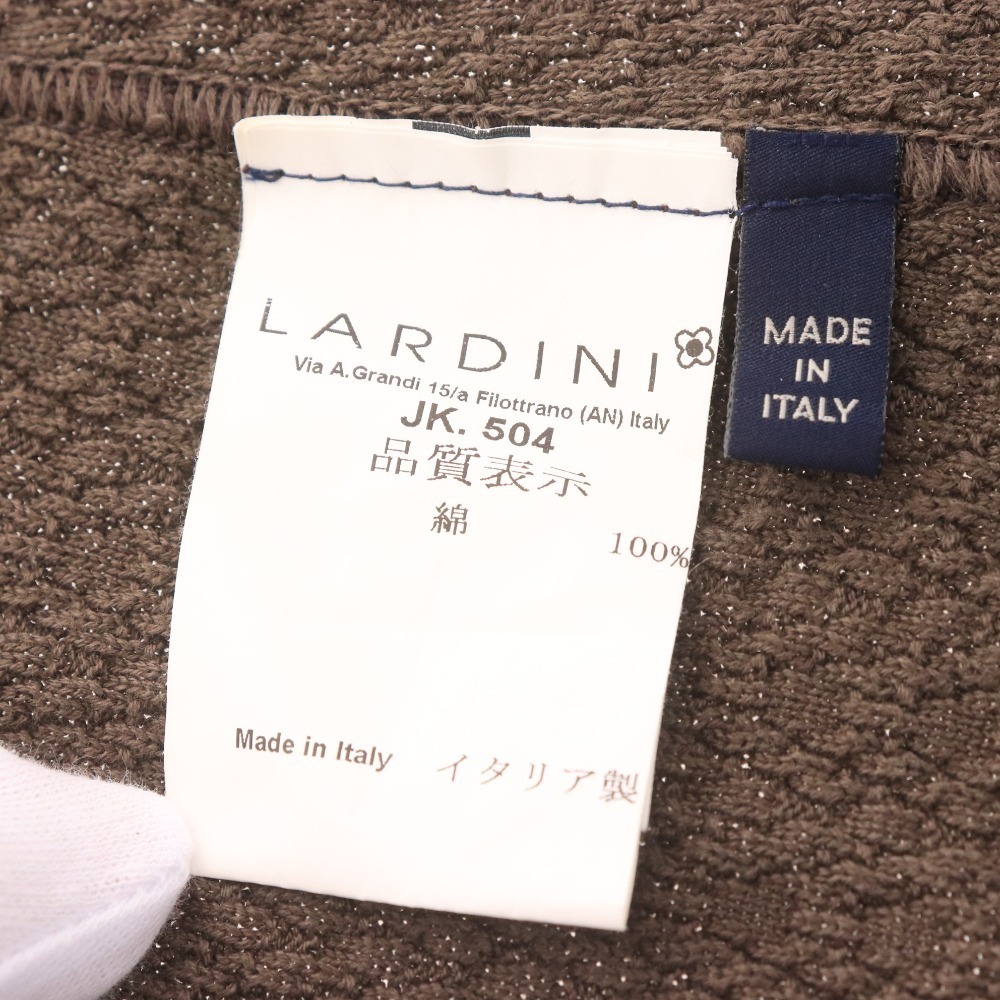 LARDINI
Via A.Grandi 15/a Filottrano (AN) Italy
JK. 504
品質表示
綿 100%
Made in Italy イタリア製
MADE
IN
ITALY